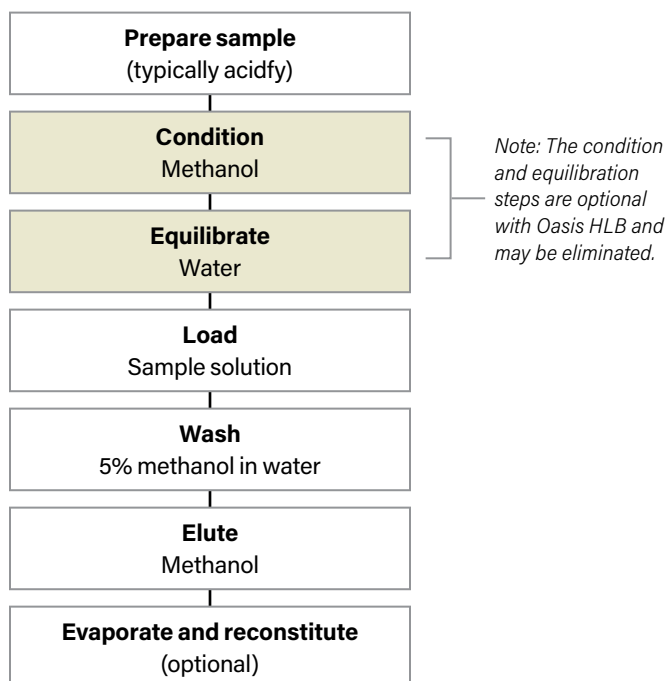 Prepare sample
(typically acidfy)
Condition
Methanol
Note: The condition
and equilibration
steps are optional
with Oasis HLB and
may be eliminated.
Equilibrate
Water
Load
Sample solution
Wash
5% methanol in water
Elute
Methanol
Evaporate and reconstitute
(optional)